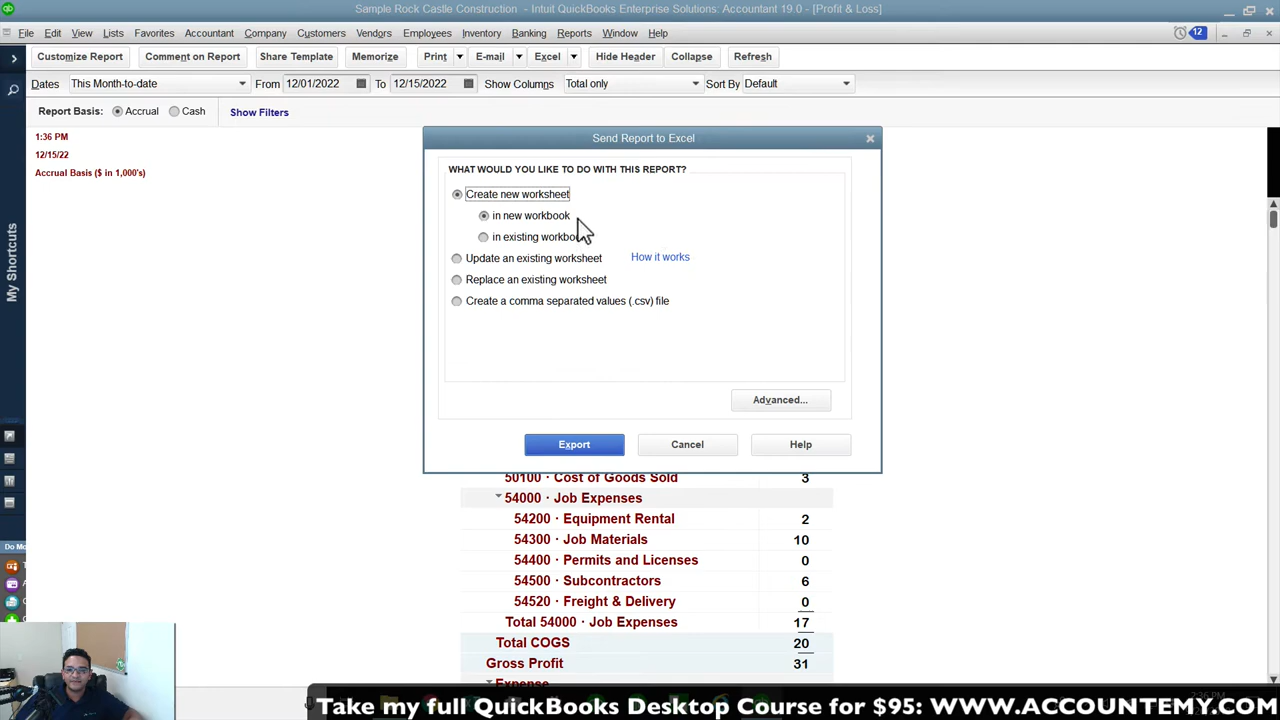 Sample Rock Castle Construction - Intuit QuickBooks Enterprise Solutions: Accountant 19.0 - [Profit & Loss]
File Edit View Lists Favorites Accountant Company Customers Vendors Employees Inventory Banking Reports Window Help 12
Customize Report Comment on Report Share Template Memorize Print E-mail Excel Hide Header Collapse Refresh
Dates This Month-to-date From 12/01/2022 To 12/15/2022 Show Columns Total only Sort By Default
Report Basis: Accrual Cash Show Filters
1:36 PM
12/15/22
Accrual Basis ($ in 1,000's)
My Shortcuts
Send Report to Excel
WHAT WOULD YOU LIKE TO DO WITH THIS REPORT?
Create new worksheet
in new workbook
in existing workbook
Update an existing worksheet How it works
Replace an existing worksheet
Create a comma separated values (.csv) file
Advanced...
Export Cancel Help
50100 · Cost of Goods Sold 3
54000 · Job Expenses
54200 · Equipment Rental 2
54300 · Job Materials 10
54400 · Permits and Licenses 0
54500 · Subcontractors 6
54520 · Freight & Delivery 0
Total 54000 · Job Expenses 17
Total COGS 20
Gross Profit 31
Expense
Take my full QuickBooks Desktop Course for $95: WWW.ACCOUNTEMY.COM